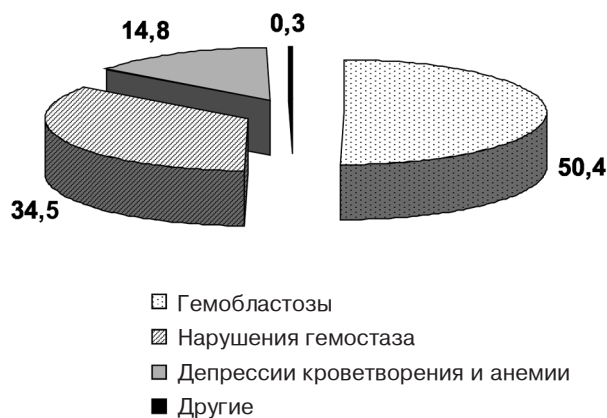 0,3
14,8
50,4
34,5
Гемобластозы
Нарушения гемостаза
Депрессии кроветворения и анемии
Другие